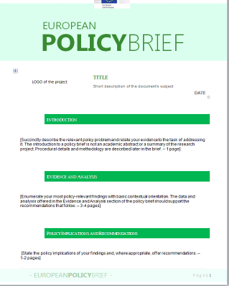 EUROPEAN
POLICYBRIEF
LOGO of the project
TITLE
Short description of the document's subject
DATE
INTRODUCTION
[Succinctly describe the relevant policy problem and relate your evidence to the task of addressing
it. The introduction to a policy brief is not an academic abstract or a summary of the research
project. Procedural details and methodology are described later in the brief. – 1 page]
EVIDENCE AND ANALYSIS
[Enumerate your most policy-relevant findings with basic contextual orientation. The data and
analysis offered in the Evidence and Analysis section of the policy brief should support the
recommendations that follow. – 3-4 pages]
POLICY IMPLICATIONS AND RECOMMENDATIONS
[State the policy implications of your findings and, where appropriate, offer recommendations. –
1-2 pages]
- EUROPEANPOLICYBRIEF -